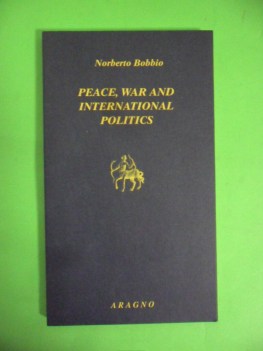 Norberto Bobbio
PEACE, WAR AND
INTERNATIONAL
POLITICS
ARAGNO